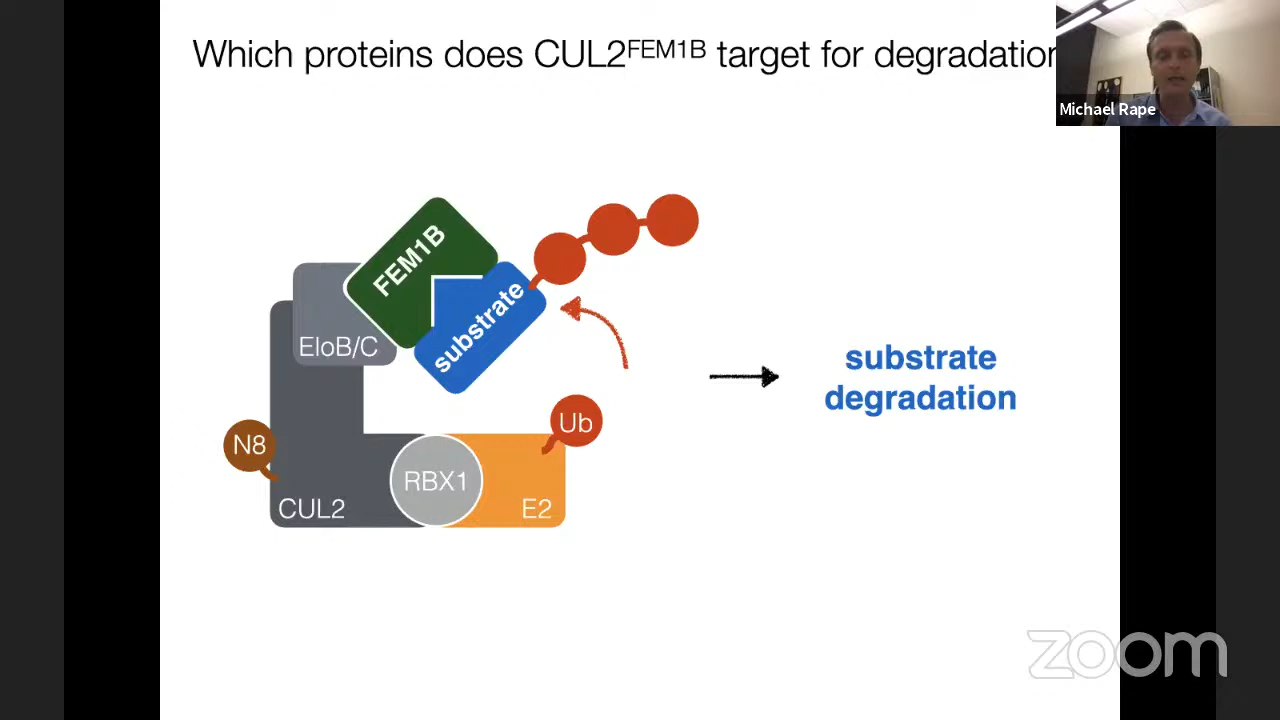 Which proteins does CUL2FEM1B target for degradation
Michael Rape
FEM1B
substrate
EloB/C
substrate
degradation
Ub
N8
RBX1
CUL2
E2
zoom